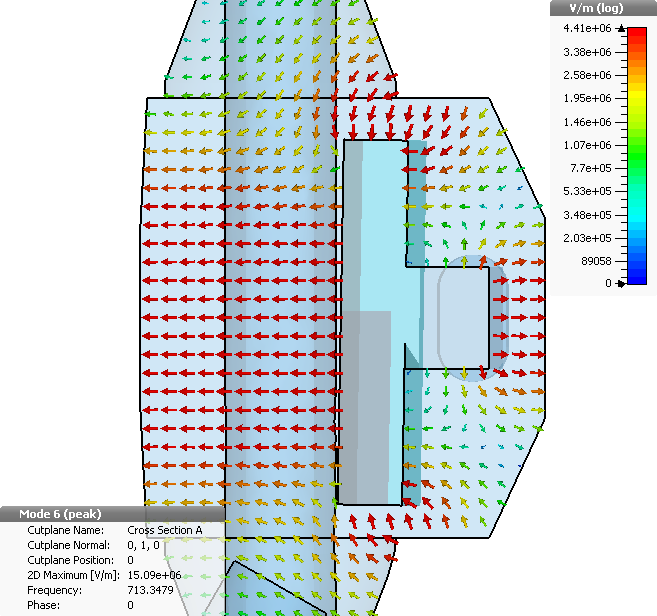 V/m (log)
4.41e+06
3.38e+06
2.58e+06
1.95e+06
1.46e+06
1.07e+06
7.7e+05
5.33e+05
3.48e+05
2.03e+05
89058
0
Mode 6 (peak)
Cutplane Name: Cross Section A
Cutplane Normal: 0, 1, 0
Cutplane Position: 0
2D Maximum [V/m]: 15.09e+06
Frequency: 713.3479
Phase: 0